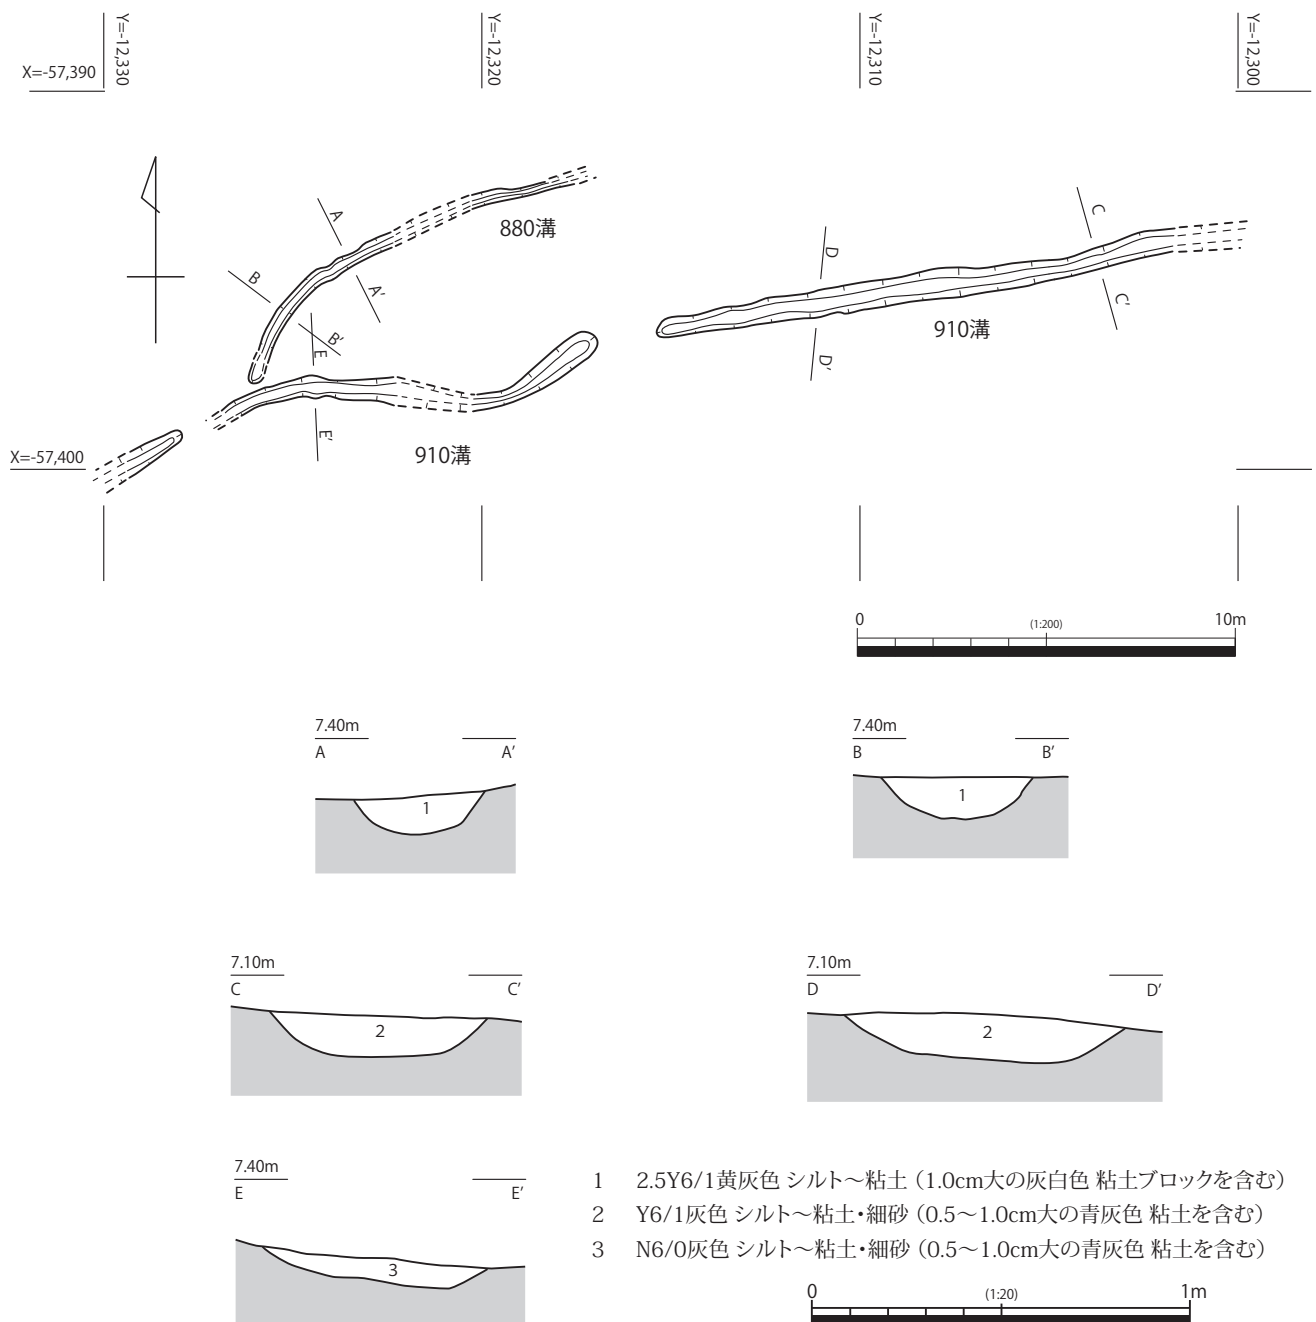 Y=-12,330
Y=-12,320
Y=-12,310
Y=-12,300
X=-57,390
A
880溝
C
B
A'
D
C'
B'
E
910溝
D'
E'
910溝
X=-57,400
0 (1:200) 10m
7.40m
A A'
1
7.40m
B B'
1
7.10m
C C'
2
7.10m
D D'
2
7.40m
E E'
3
1 2.5Y6/1黄灰色 シルト～粘土（1.0cm大の灰白色 粘土ブロックを含む）
2 Y6/1灰色 シルト～粘土・細砂（0.5～1.0cm大の青灰色 粘土を含む）
3 N6/0灰色 シルト～粘土・細砂（0.5～1.0cm大の青灰色 粘土を含む）
0 (1:20) 1m